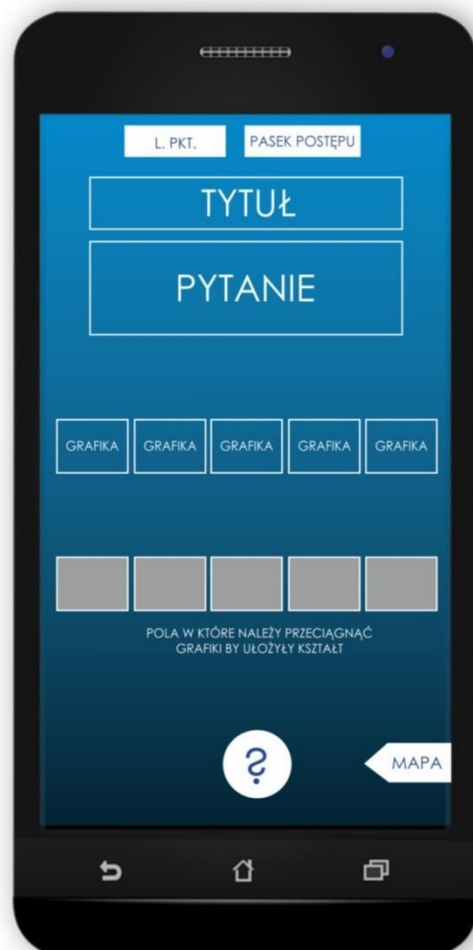 L. PKT. PASEK POSTĘPU
TYTUŁ
PYTANIE
GRAFIKA GRAFIKA GRAFIKA GRAFIKA GRAFIKA
POLA W KTÓRE NALEŻY PRZECIĄGNĄĆ
GRAFIKI BY UŁOŻYŁY KSZTAŁT
?
MAPA